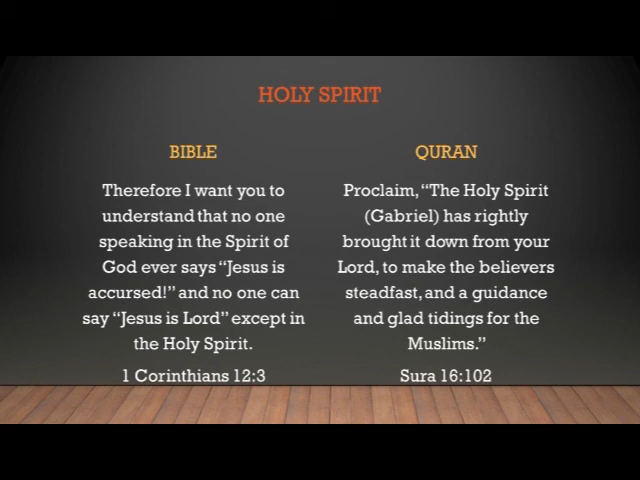 HOLY SPIRIT
BIBLE
Therefore I want you to
understand that no one
speaking in the Spirit of
God ever says “Jesus is
accursed!” and no one can
say “Jesus is Lord” except in
the Holy Spirit.
1 Corinthians 12:3
QURAN
Proclaim, “The Holy Spirit
(Gabriel) has rightly
brought it down from your
Lord, to make the believers
steadfast, and a guidance
and glad tidings for the
Muslims.”
Sura 16:102